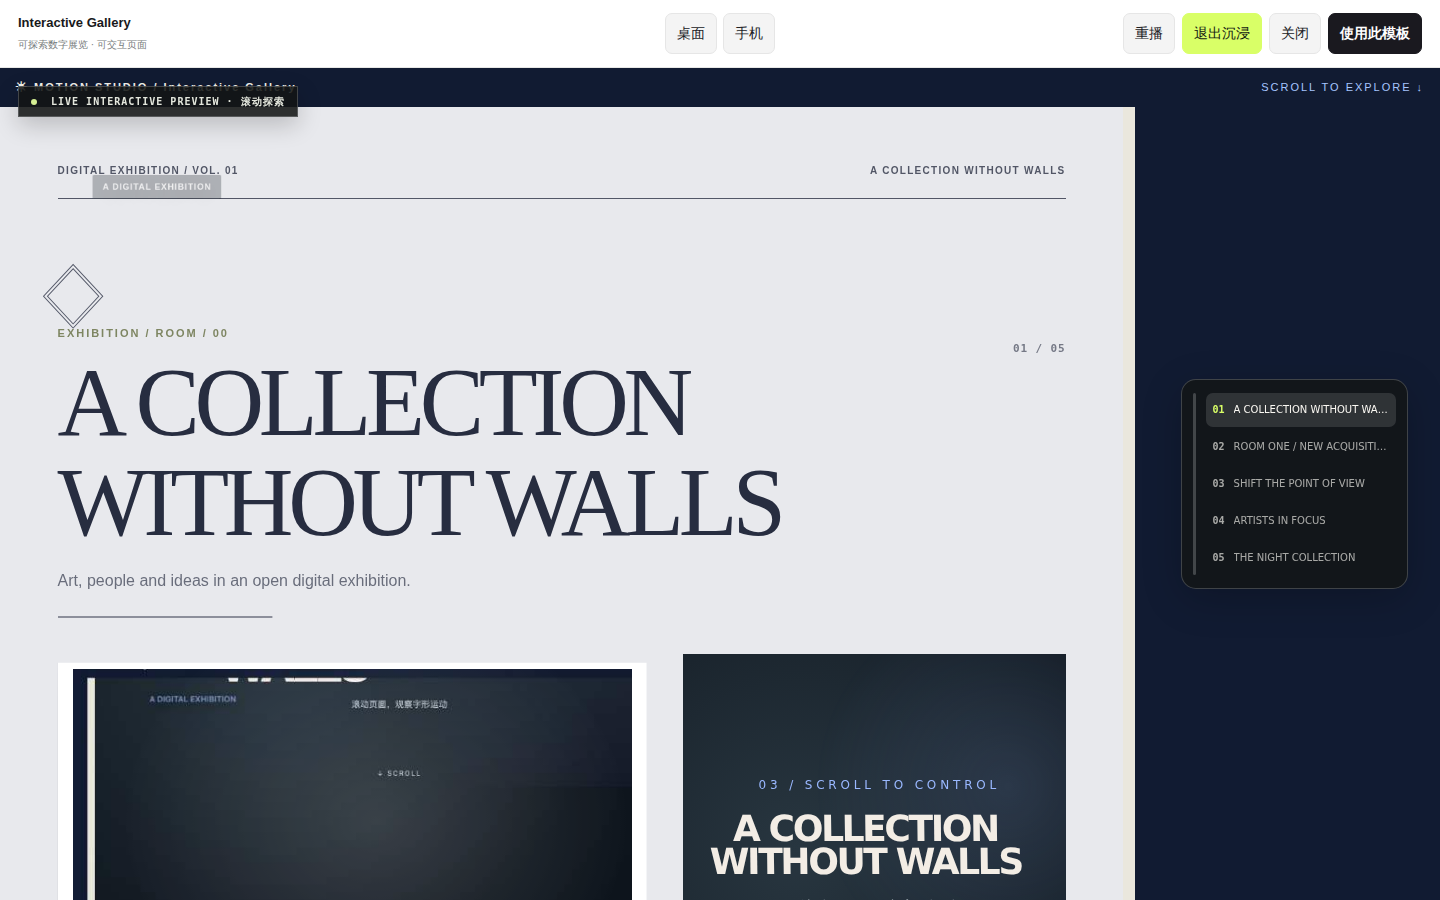 Interactive Gallery
可探索数字展览 · 可交互页面
桌面
手机
重播
退出沉浸
关闭
使用此模板
MOTION STUDIO / Interactive Gallery
SCROLL TO EXPLORE ↓
LIVE INTERACTIVE PREVIEW · 滚动探索
DIGITAL EXHIBITION / VOL. 01
A COLLECTION WITHOUT WALLS
A DIGITAL EXHIBITION
EXHIBITION / ROOM / 00
01 / 05
A COLLECTION
WITHOUT WALLS
Art, people and ideas in an open digital exhibition.
01 A COLLECTION WITHOUT WA...
02 ROOM ONE / NEW ACQUISITI...
03 SHIFT THE POINT OF VIEW
04 ARTISTS IN FOCUS
05 THE NIGHT COLLECTION
WALLS
A DIGITAL EXHIBITION
滚动页面，观察字形运动
↓ SCROLL
03 / SCROLL TO CONTROL
A COLLECTION
WITHOUT WALLS